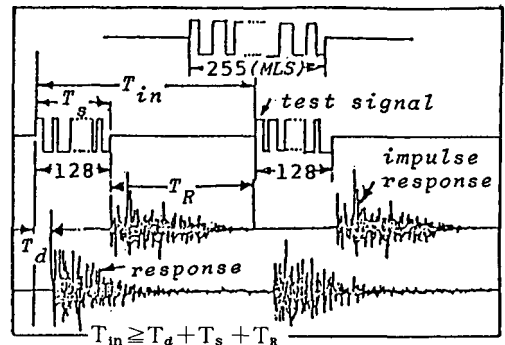 255(MLS)
T_in
T_s
test signal
128
128
impulse
response
T_R
T_d
response
T_in ≧ T_d + T_s + T_R